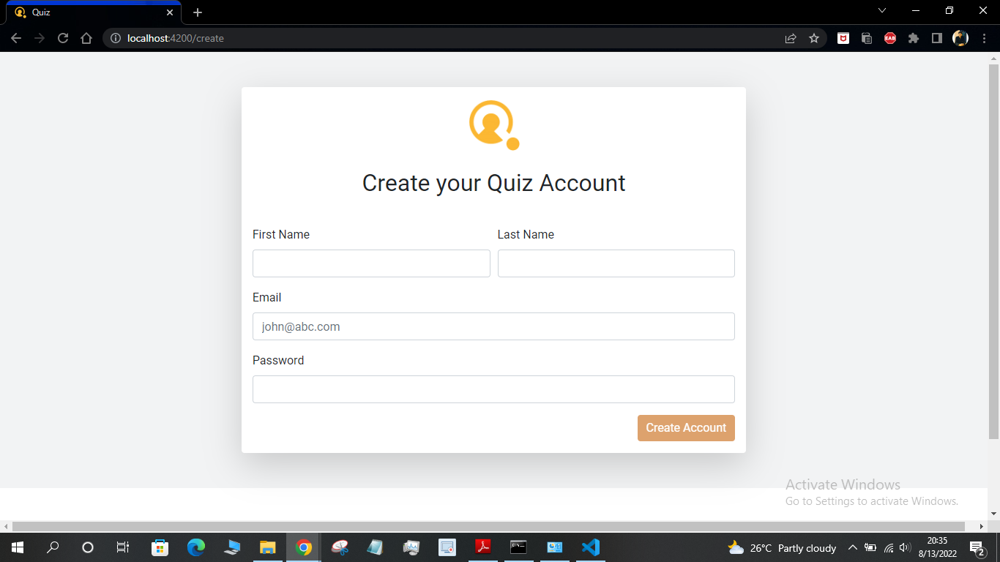 Quiz
localhost:4200/create
EAB
Create your Quiz Account
First Name
Last Name
Email
john@abc.com
Password
Create Account
Activate Windows
Go to Settings to activate Windows.
26°C Partly cloudy
20:35
8/13/2022
2